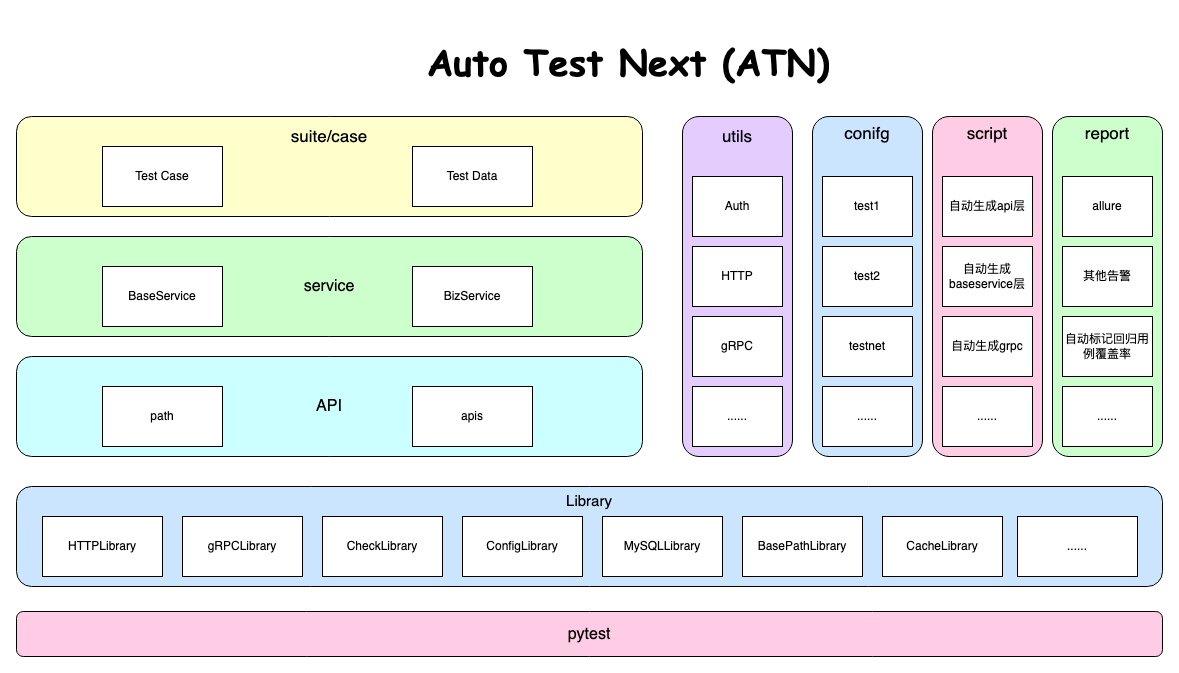 Auto Test Next (ATN)
suite/case
Test Case
Test Data
service
BaseService
BizService
API
path
apis
utils
Auth
HTTP
gRPC
......
conifg
test1
test2
testnet
......
script
自动生成api层
自动生成
baseservice层
自动生成grpc
......
report
allure
其他告警
自动标记回归用
例覆盖率
......
Library
HTTPLibrary
gRPCLibrary
CheckLibrary
ConfigLibrary
MySQLLibrary
BasePathLibrary
CacheLibrary
......
pytest